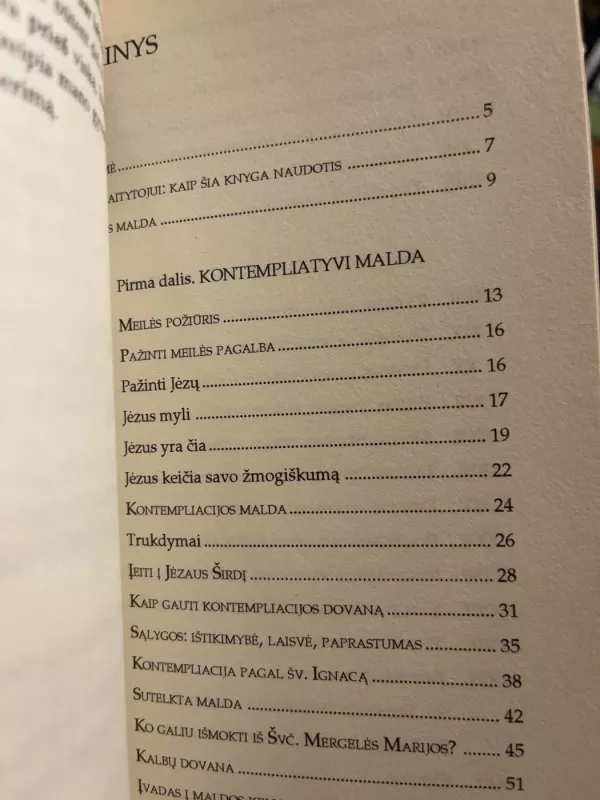 INYS
MĖ ........ 5
AITYTOJUI: KAIP ŠIA KNYGA NAUDOTIS ........ 7
S MALDA ........ 9
Pirma dalis. KONTEMPLIATYVI MALDA
MEILĖS POŽIŪRIS ........ 13
PAŽINTI MEILĖS PAGALBA ........ 16
Pažinti Jėzų ........ 16
Jėzus myli ........ 17
Jėzus yra čia ........ 19
Jėzus keičia savo žmogiškumą ........ 22
KONTEMPLIACIJOS MALDA ........ 24
Trukdymai ........ 26
ĮEITI Į JĖZAUS ŠIRDĮ ........ 28
KAIP GAUTI KONTEMPLIACIJOS DOVANĄ ........ 31
SĄLYGOS: IŠTIKIMYBĖ, LAISVĖ, PAPRASTUMAS ........ 35
KONTEMPLIACIJA PAGAL ŠV. IGNACĄ ........ 38
SUTELKTA MALDA ........ 42
KO GALIU IŠMOKTI IŠ ŠVČ. MERGELĖS MARIJOS? ........ 45
KALBŲ DOVANA ........ 51
ĮVADAS Į MALDOS